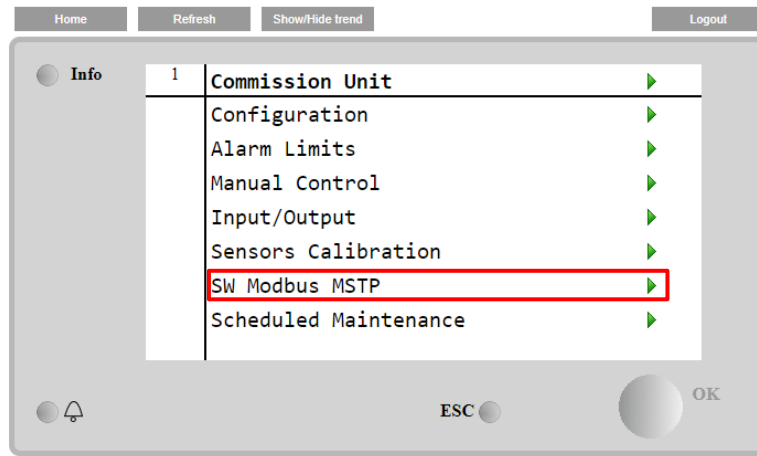 Home Refresh Show/Hide trend Logout
Info
1 Commission Unit
Configuration
Alarm Limits
Manual Control
Input/Output
Sensors Calibration
SW Modbus MSTP
Scheduled Maintenance
ESC OK